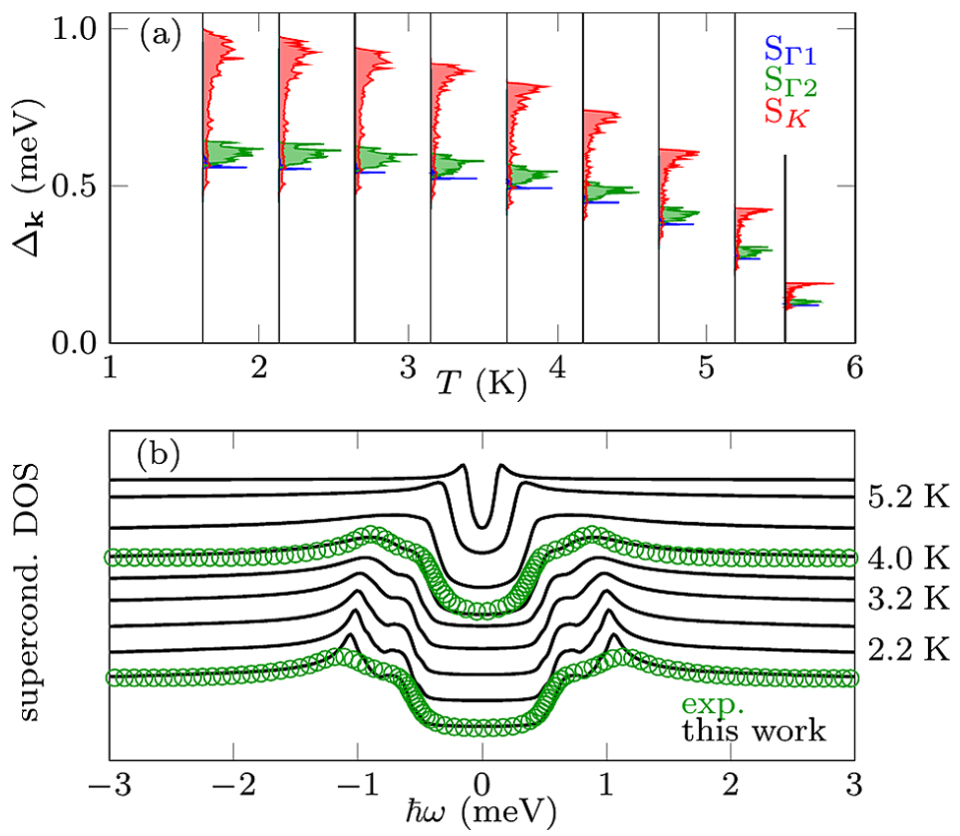 (a)
S_Γ1
S_Γ2
S_K
1.0
0.5
0.0
Δ_k (meV)
1 2 3 4 5 6
T (K)
(b)
supercond. DOS
5.2 K
4.0 K
3.2 K
2.2 K
exp.
this work
−3 −2 −1 0 1 2 3
ħω (meV)